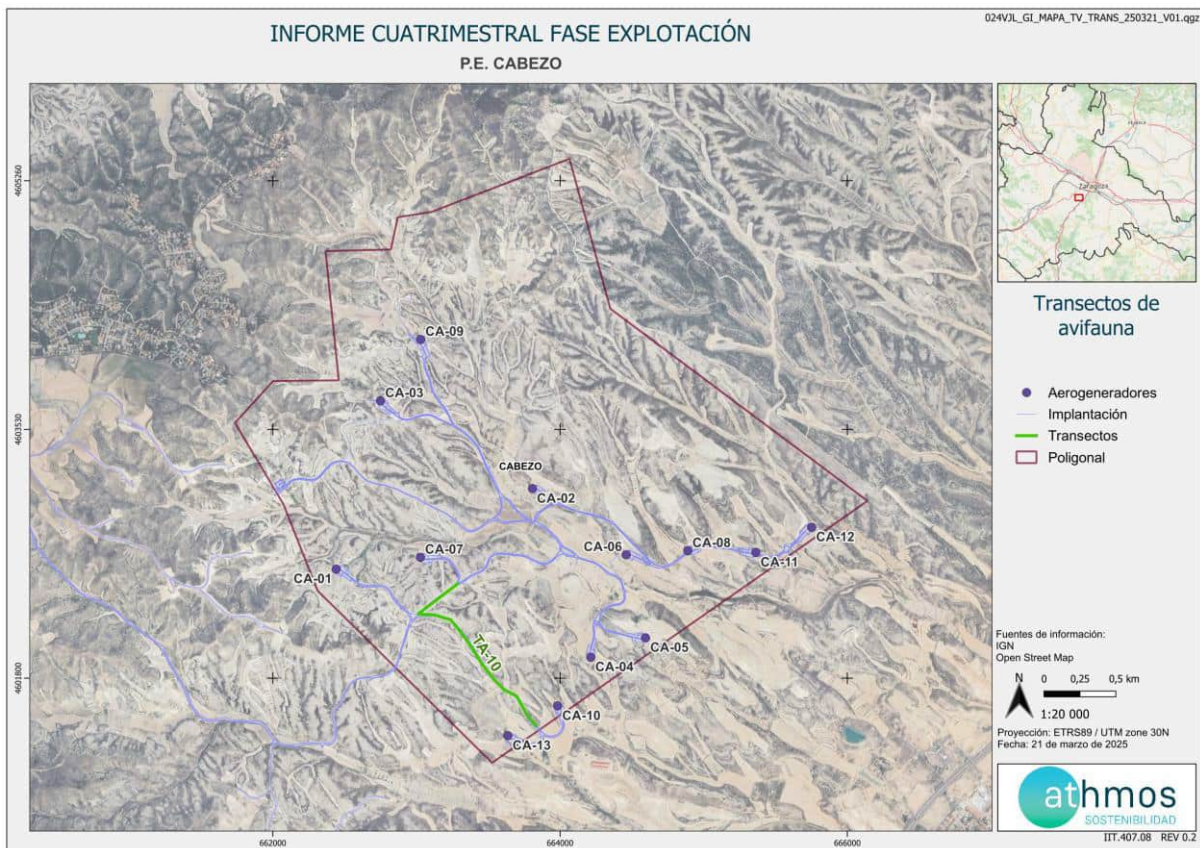 024VJL_GI_MAPA_TV_TRANS_250321_V01.qgz
INFORME CUATRIMESTRAL FASE EXPLOTACIÓN
P.E. CABEZO
4605260
4603530
4601800
CA-09
CA-03
CABEZO
CA-02
CA-12
CA-08
CA-06
CA-11
CA-07
CA-01
CA-05
TA-10
CA-04
CA-10
CA-13
662000
664000
666000
Zaragoza
Transectos de
avifauna
Aerogeneradores
Implantación
Transectos
Poligonal
Fuentes de información:
IGN
Open Street Map
N
0 0,25 0,5 km
1:20 000
Proyección: ETRS89 / UTM zone 30N
Fecha: 21 de marzo de 2025
athmos
SOSTENIBILIDAD
IIT.407.08 REV 0.2